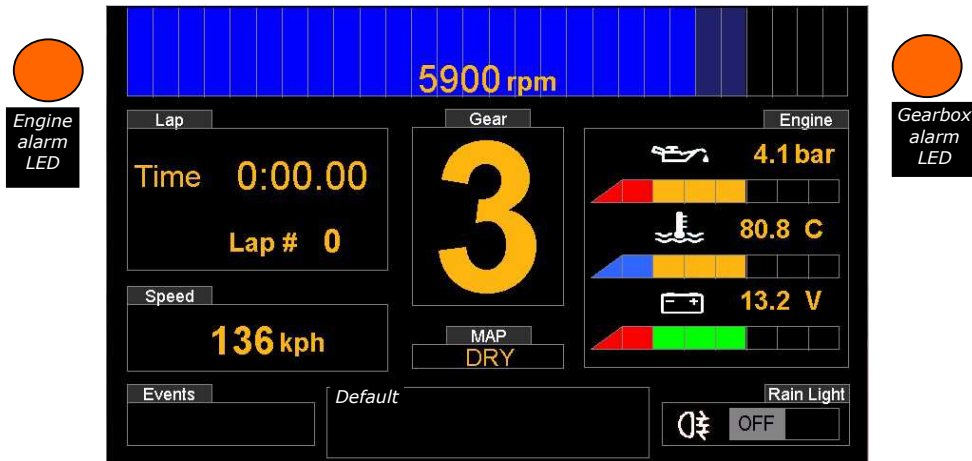 5900 rpm
Engine
alarm
LED
Gearbox
alarm
LED
Lap
Time 0:00.00
Lap # 0
Speed
136 kph
Gear
3
MAP
DRY
Engine
4.1 bar
80.8 C
- +
13.2 V
Events
Default
Rain Light
OFF